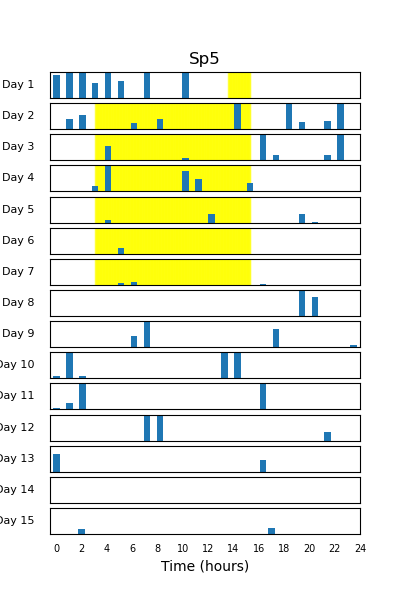 Sp5
Day 1
Day 2
Day 3
Day 4
Day 5
Day 6
Day 7
Day 8
Day 9
Day 10
Day 11
Day 12
Day 13
Day 14
Day 15
0 2 4 6 8 10 12 14 16 18 20 22 24
Time (hours)